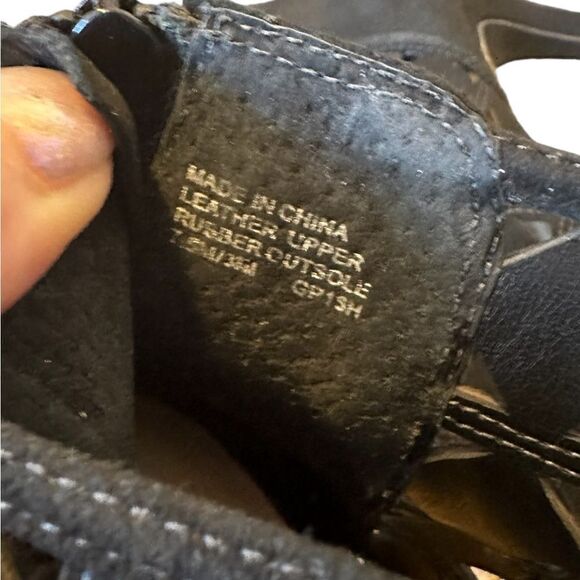 MADE IN CHINA
LEATHER UPPER
RUBBER OUTSOLE
GP13H